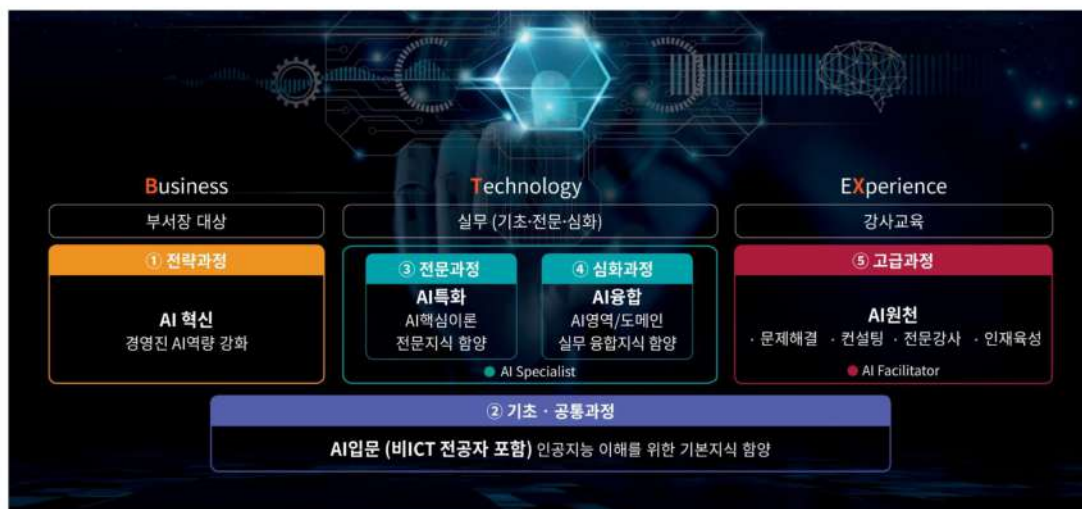 Business
부서장 대상
① 전략과정
AI 혁신
경영진 AI역량 강화
Technology
실무 (기초·전문·심화)
③ 전문과정
AI특화
AI핵심이론
전문지식 함양
④ 심화과정
AI융합
AI영역/도메인
실무 융합지식 함양
● AI Specialist
EXperience
강사교육
⑤ 고급과정
AI원천
· 문제해결 · 컨설팅 · 전문강사 · 인재육성
● AI Facilitator
② 기초 · 공통과정
AI입문 (비ICT 전공자 포함) 인공지능 이해를 위한 기본지식 함양